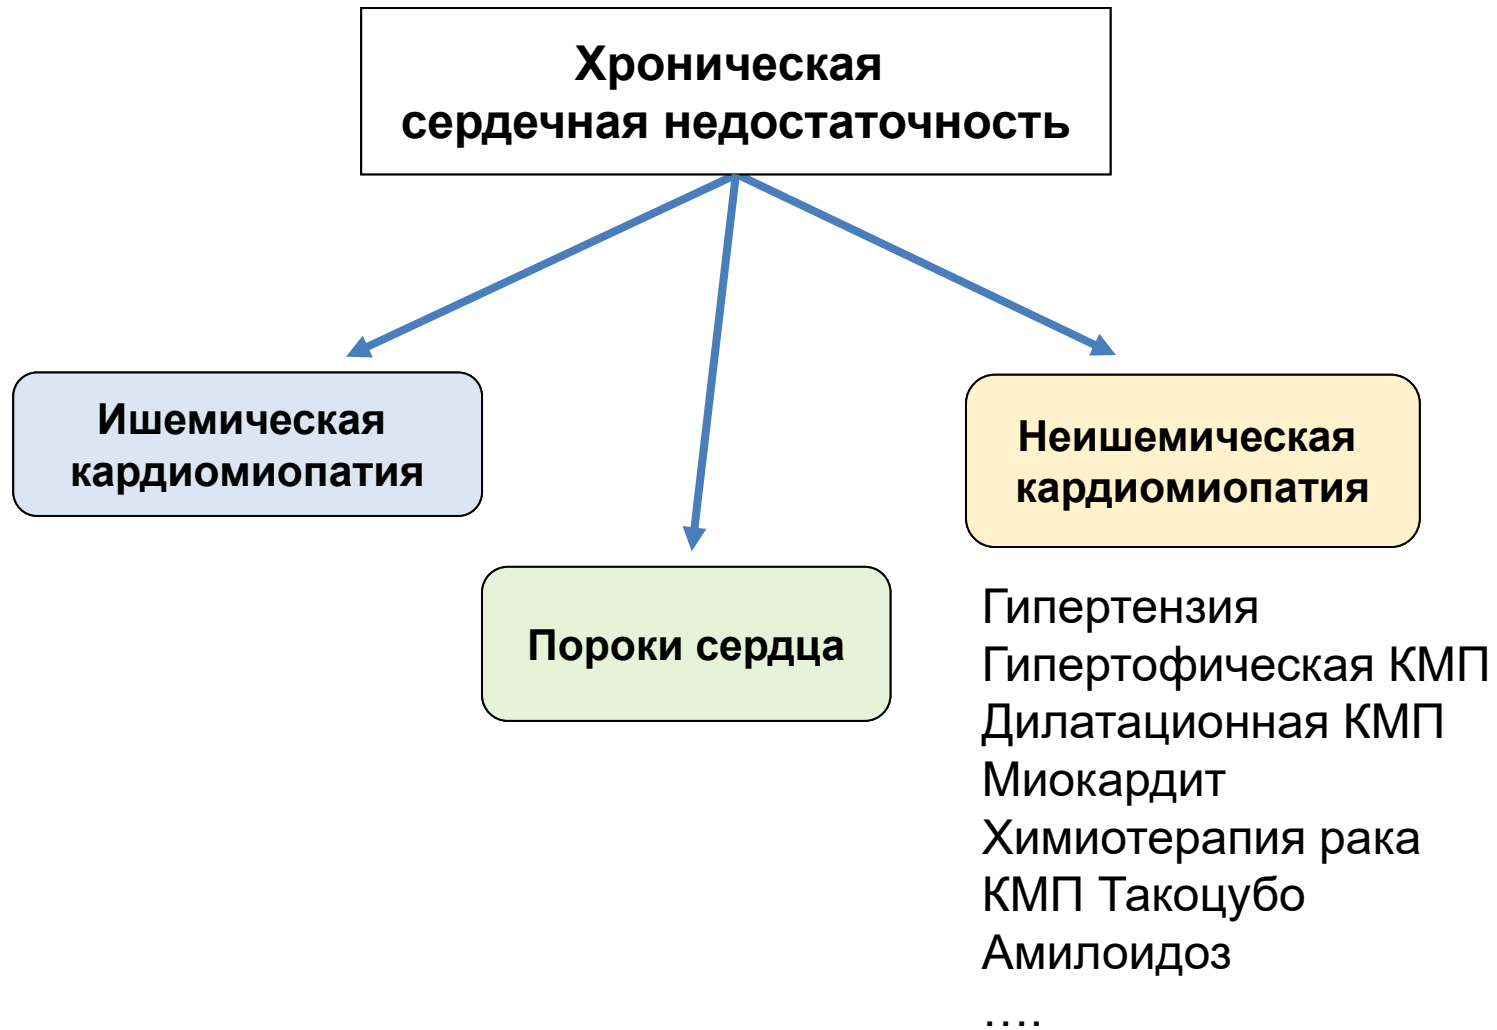 Хроническая
сердечная недостаточность
Ишемическая
кардиомиопатия
Неишемическая
кардиомиопатия
Пороки сердца
Гипертензия
Гипертофическая КМП
Дилатационная КМП
Миокардит
Химиотерапия рака
КМП Такоцубо
Амилоидоз
....